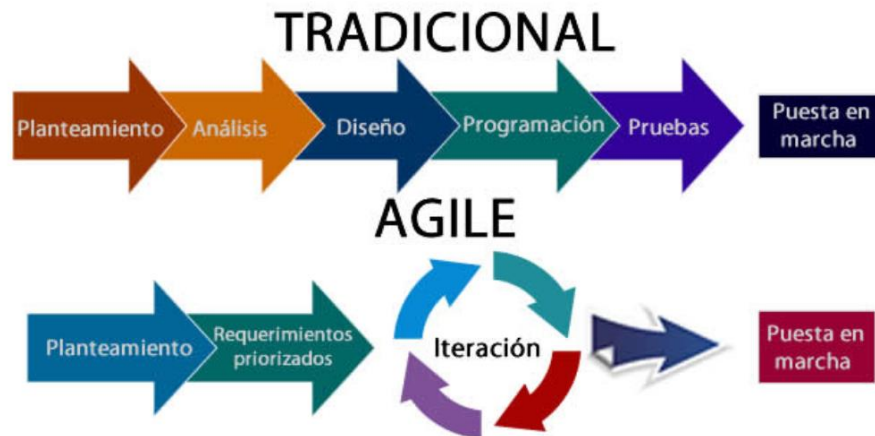 TRADICIONAL
Planteamiento
Análisis
Diseño
Programación
Pruebas
Puesta en
marcha
AGILE
Planteamiento
Requerimientos
priorizados
Iteración
Puesta en
marcha